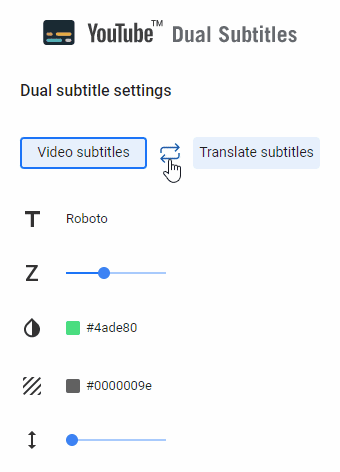 YouTube™ Dual Subtitles
Dual subtitle settings
Video subtitles
Translate subtitles
Roboto
#4ade80
#0000009e